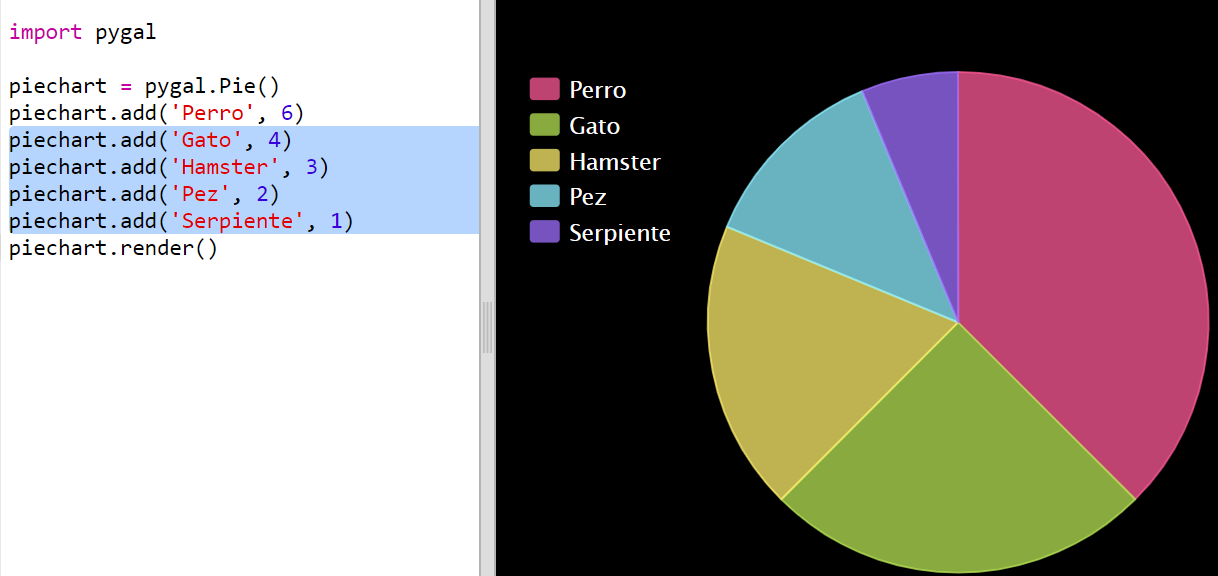 import pygal
piechart = pygal.Pie()
piechart.add('Perro', 6)
piechart.add('Gato', 4)
piechart.add('Hamster', 3)
piechart.add('Pez', 2)
piechart.add('Serpiente', 1)
piechart.render()
Perro
Gato
Hamster
Pez
Serpiente